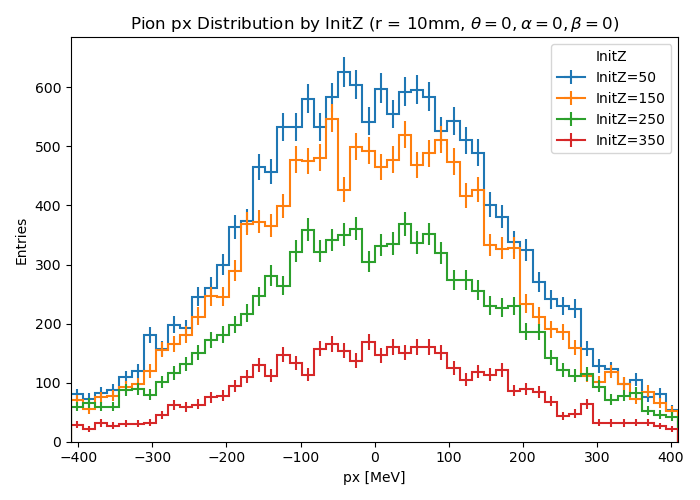 Pion px Distribution by InitZ (r = 10mm, θ = 0, α = 0, β = 0)
Entries
600
500
400
300
200
100
0
InitZ
InitZ=50
InitZ=150
InitZ=250
InitZ=350
−400 −300 −200 −100 0 100 200 300 400
px [MeV]